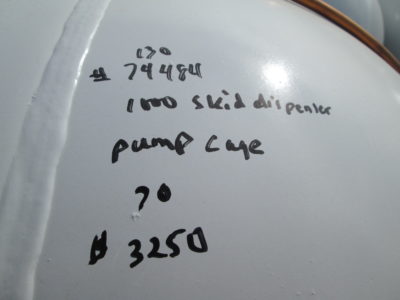 170
# 74484
1000 skid dispenser
pump cage
70
$ 3250